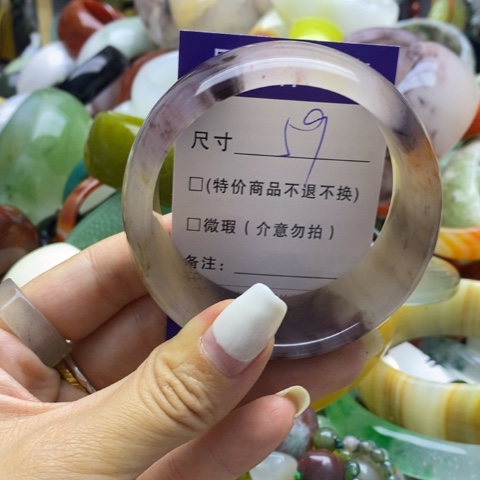 尺寸 59
□(特价商品不退不换)
□微瑕（介意勿拍）
备注：